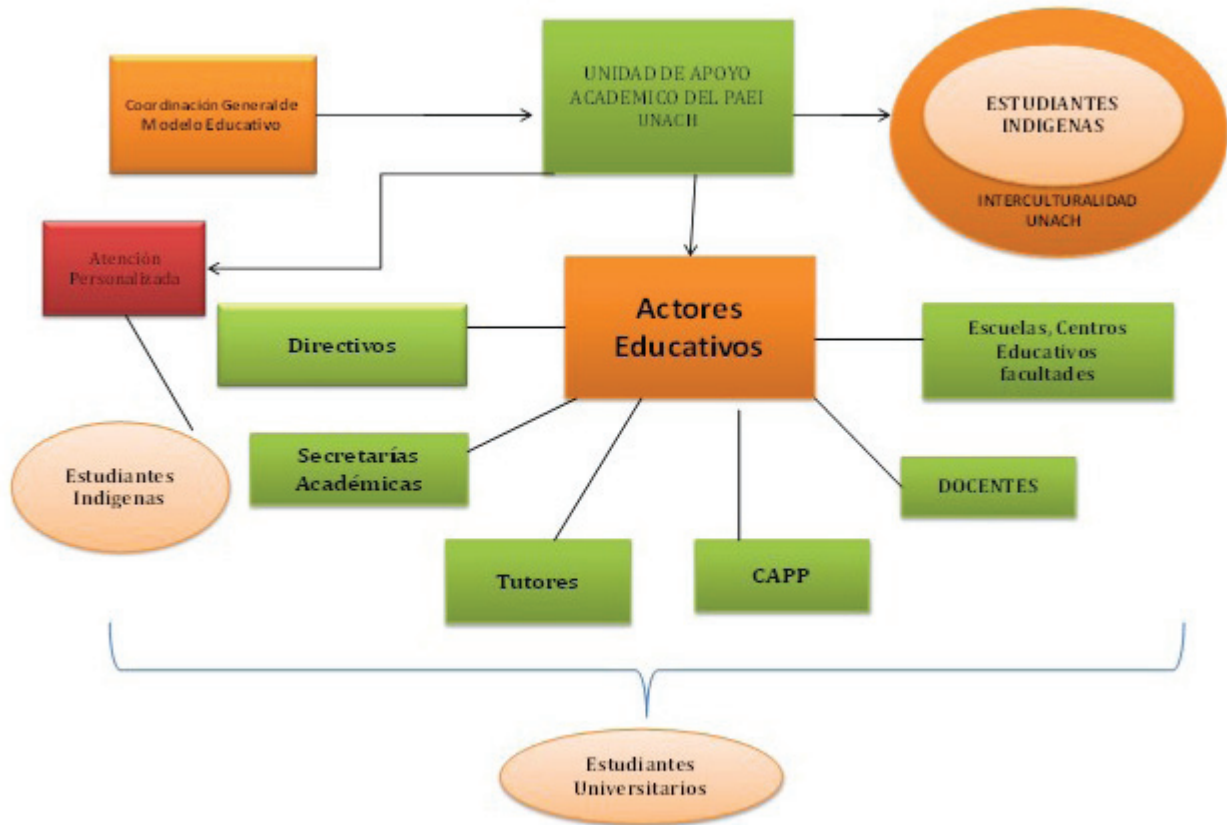 Coordinación General de
Modelo Educativo
UNIDAD DE APOYO
ACADEMICO DEL PAEI
UNACH
ESTUDIANTES
INDIGENAS
INTERCULTURALIDAD
UNACH
Atención
Personalizada
Actores
Educativos
Directivos
Escuelas, Centros
Educativos
facultades
Secretarías
Académicas
Estudiantes
Indígenas
DOCENTES
Tutores
CAPP
Estudiantes
Universitarios